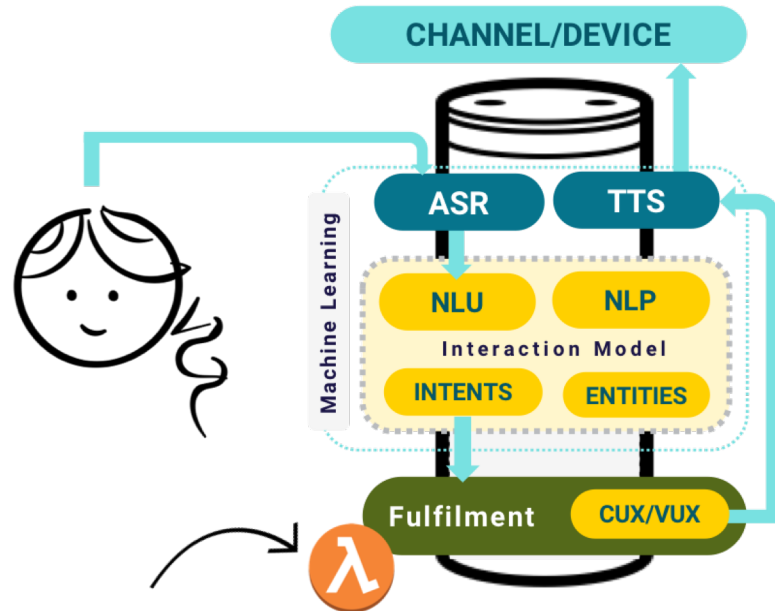 CHANNEL/DEVICE
ASR
TTS
Machine Learning
NLU
NLP
Interaction Model
INTENTS
ENTITIES
Fulfilment
CUX/VUX
λ